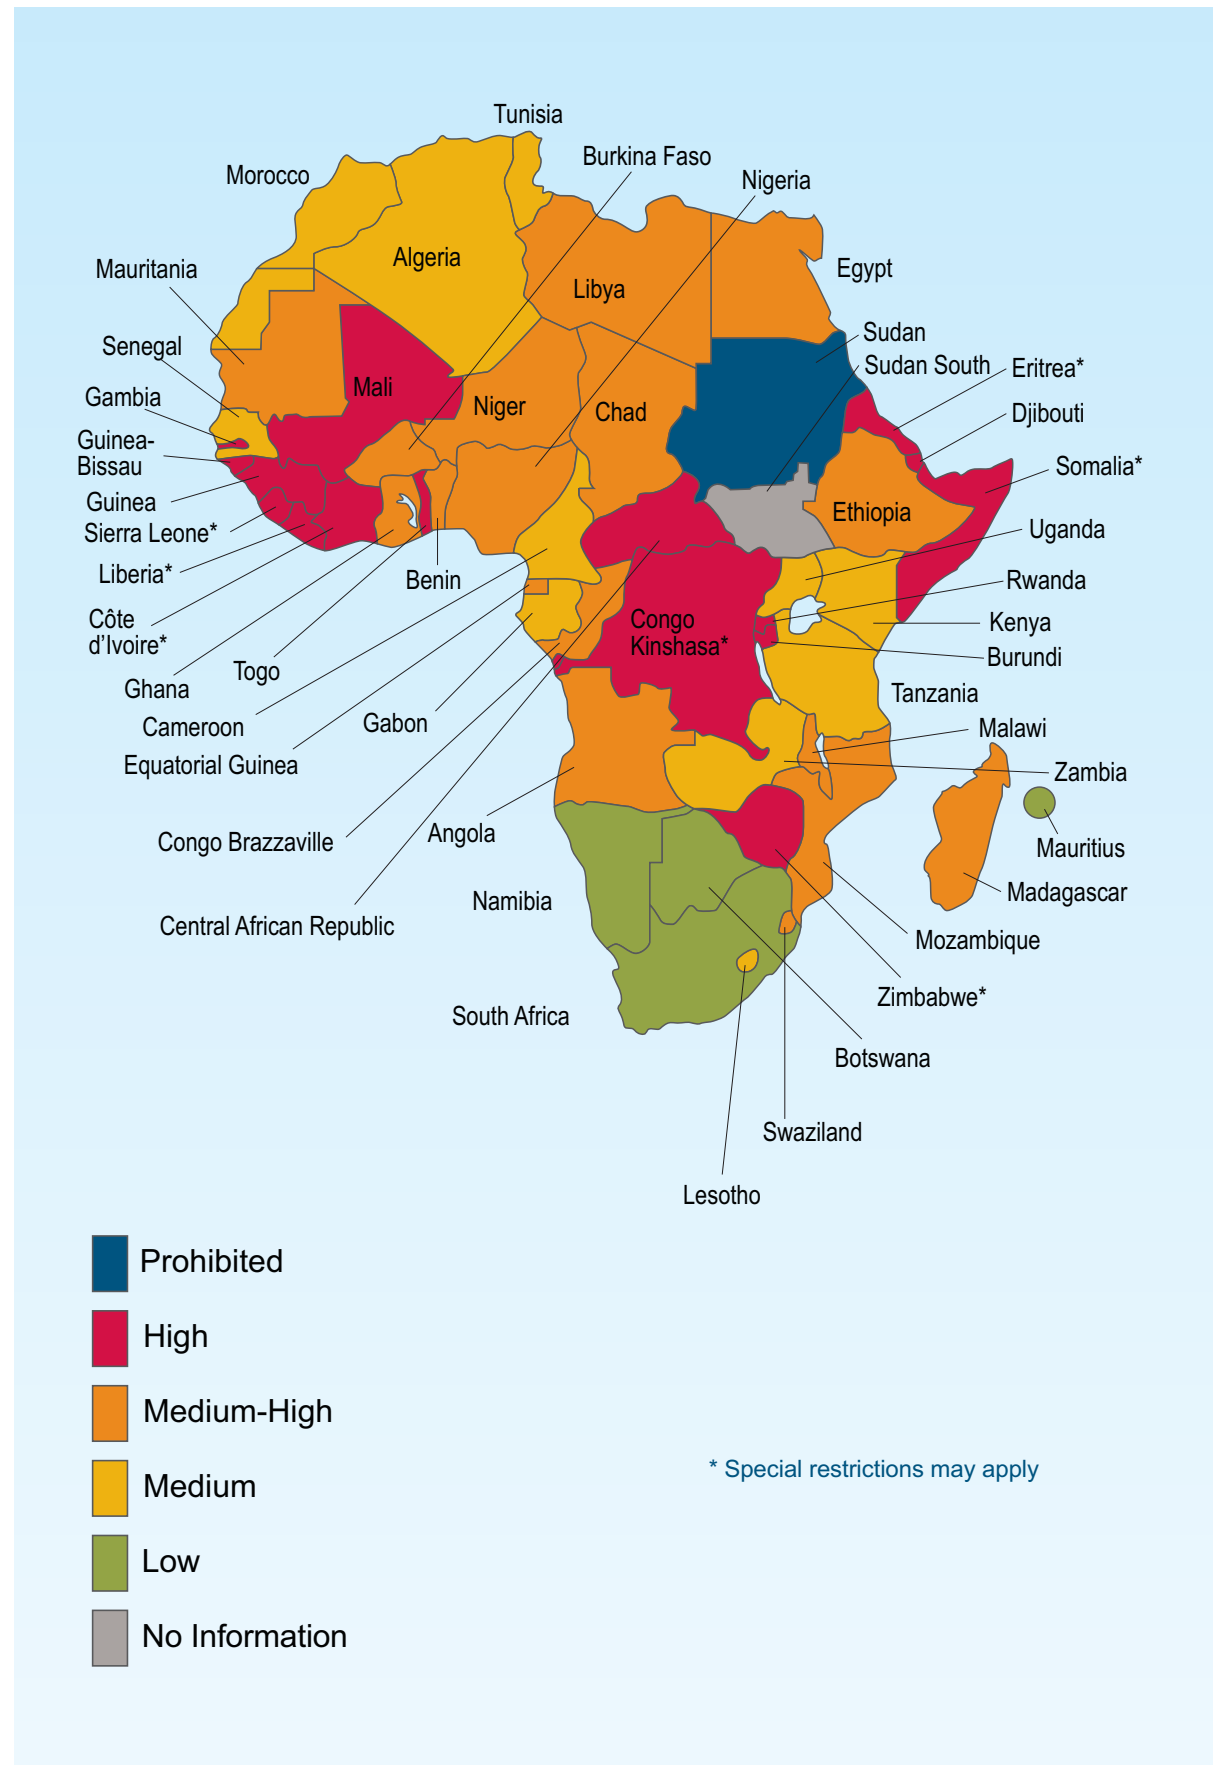 Tunisia
Burkina Faso
Morocco
Nigeria
Algeria
Mauritania
Egypt
Libya
Sudan
Senegal
Sudan South
Eritrea*
Mali
Gambia
Niger
Chad
Djibouti
Guinea-
Bissau
Somalia*
Guinea
Ethiopia
Sierra Leone*
Uganda
Liberia*
Benin
Rwanda
Côte
d'Ivoire*
Congo
Kinshasa*
Kenya
Burundi
Togo
Ghana
Tanzania
Cameroon
Gabon
Malawi
Equatorial Guinea
Zambia
Angola
Congo Brazzaville
Mauritius
Namibia
Madagascar
Central African Republic
Mozambique
Zimbabwe*
South Africa
Botswana
Swaziland
Lesotho
Prohibited
High
Medium-High
Medium
Low
No Information
* Special restrictions may apply